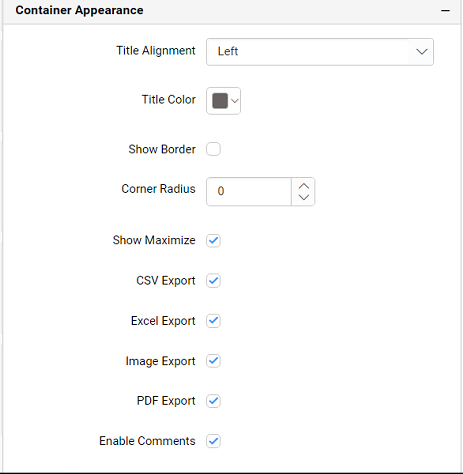 Container Appearance
Title Alignment Left
Title Color
Show Border
Corner Radius 0
Show Maximize
CSV Export
Excel Export
Image Export
PDF Export
Enable Comments